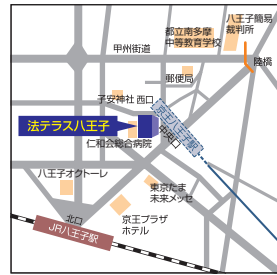 八王子簡易
裁判所
都立南多摩
中等教育学校
甲州街道
陸橋
郵便局
子安神社
西口
京王八王子駅
法テラス八王子
中央口
仁和会総合病院
八王子オクトーレ
東京たま
未来メッセ
北口
京王プラザ
ホテル
JR八王子駅